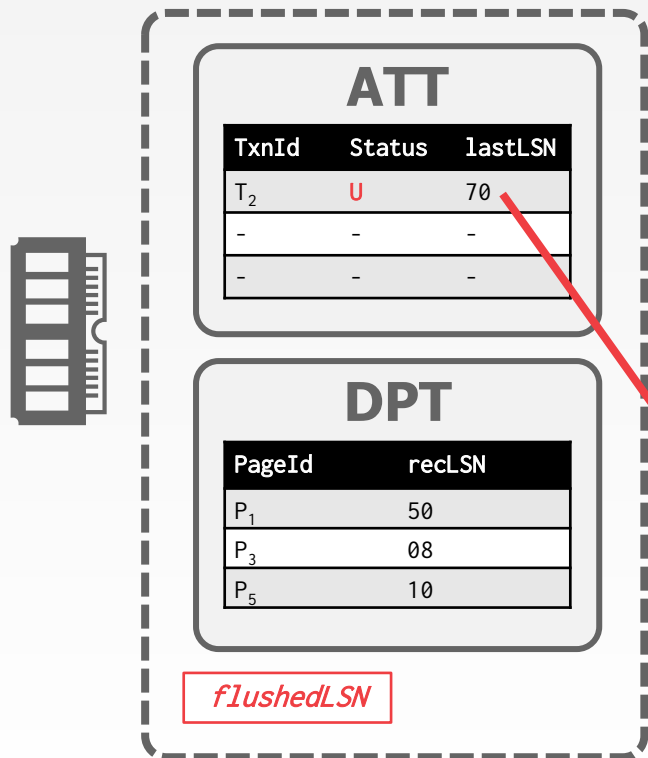 ATT
TxnId Status lastLSN
T₂ U 70
- - -
- - -
DPT
PageId recLSN
P₁ 50
P₃ 08
P₅ 10
flushedLSN